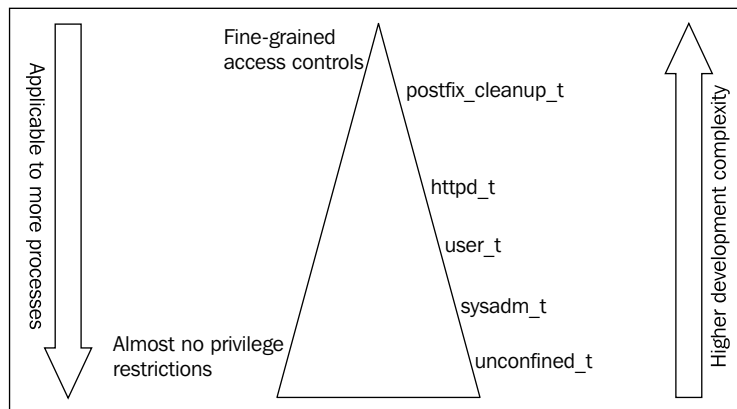 Fine-grained
access controls
postfix_cleanup_t
httpd_t
user_t
sysadm_t
unconfined_t
Almost no privilege
restrictions
Applicable to more processes
Higher development complexity